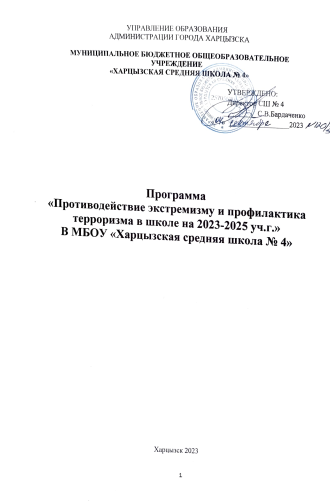 УПРАВЛЕНИЕ ОБРАЗОВАНИЯ
АДМИНИСТРАЦИИ ГОРОДА ХАРЦЫЗСКА
МУНИЦИПАЛЬНОЕ БЮДЖЕТНОЕ ОБЩЕОБРАЗОВАТЕЛЬНОЕ
УЧРЕЖДЕНИЕ
«ХАРЦЫЗСКАЯ СРЕДНЯЯ ШКОЛА № 4»
УТВЕРЖДЕНО:
Директор СШ № 4
С.В.Бардаченко
сентября 2023
Программа
«Противодействие экстремизму и профилактика
терроризма в школе на 2023-2025 уч.г.»
В МБОУ «Харцызская средняя школа № 4»
Харцызск 2023
1